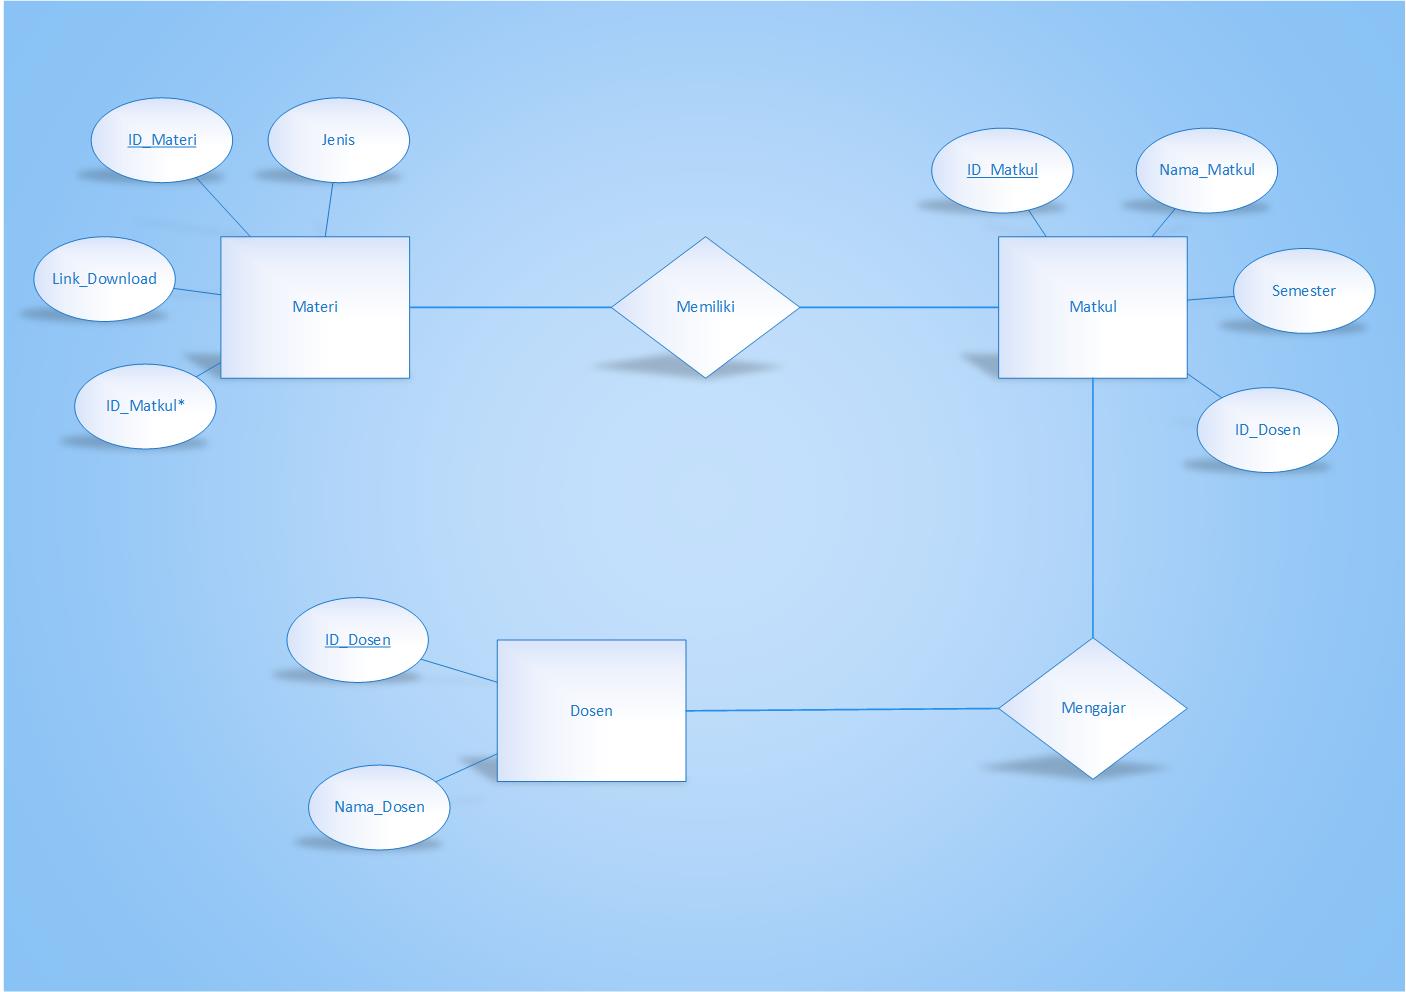 ID_Materi
Jenis
ID_Matkul
Nama_Matkul
Link_Download
Materi
Memiliki
Matkul
Semester
ID_Matkul*
ID_Dosen
ID_Dosen
Dosen
Mengajar
Nama_Dosen